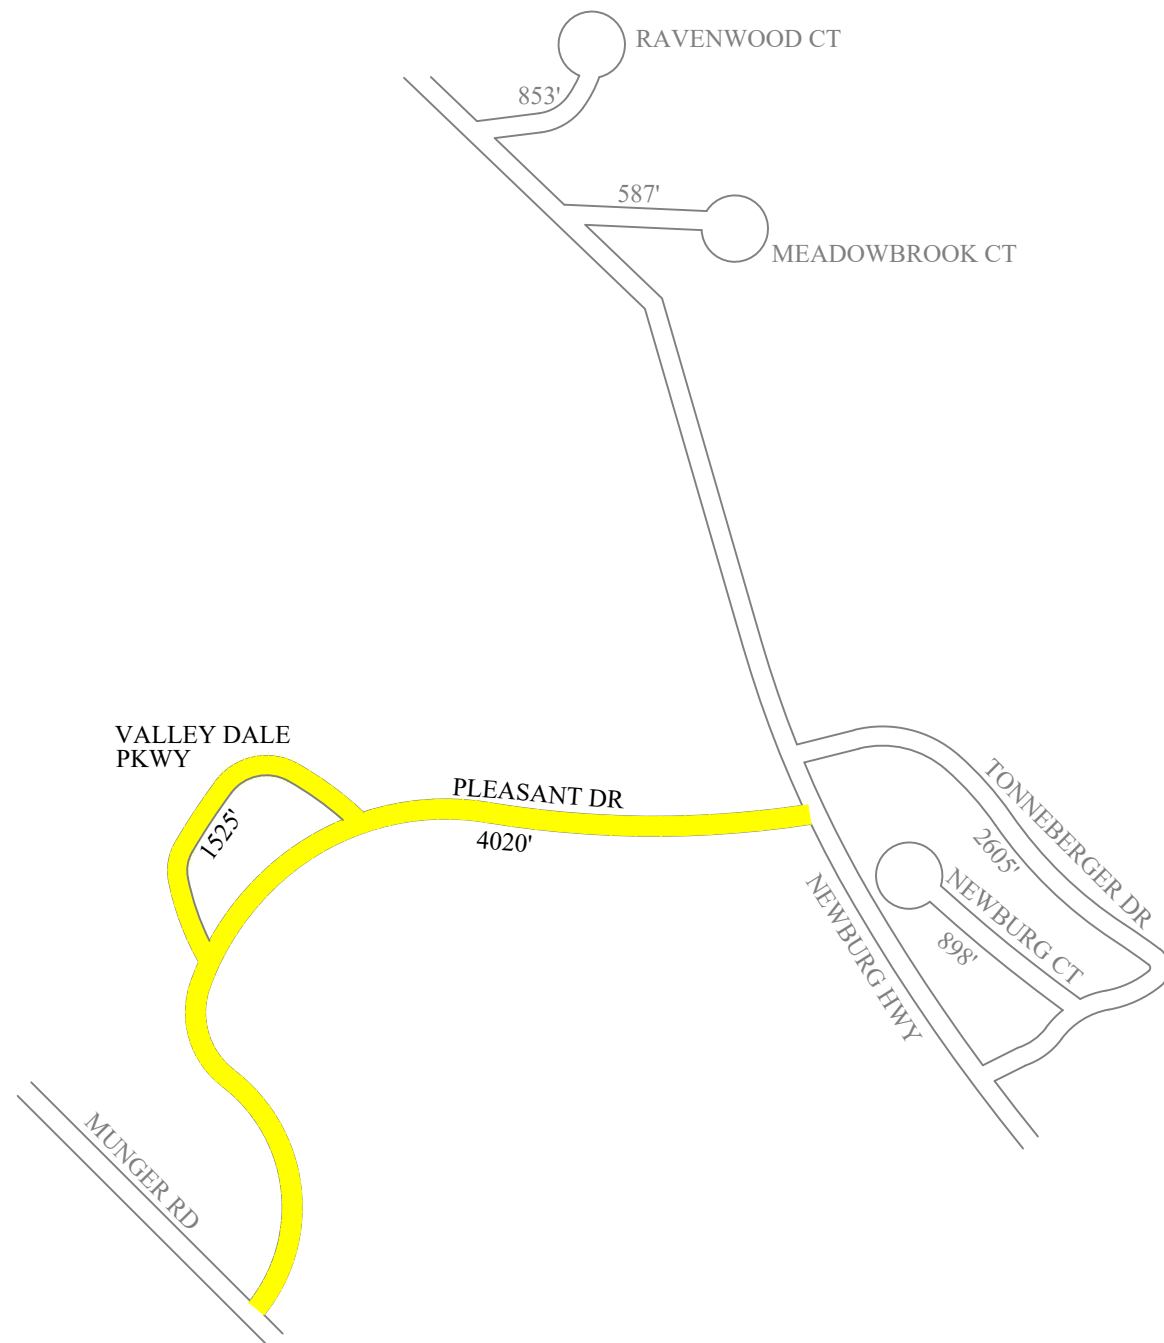 RAVENWOOD CT
853'
587'
MEADOWBROOK CT
VALLEY DALE
PKWY
1525'
PLEASANT DR
4020'
TONNEBERGER DR
2605'
NEWBURG CT
898'
NEWBURG HWY
MUNGER RD